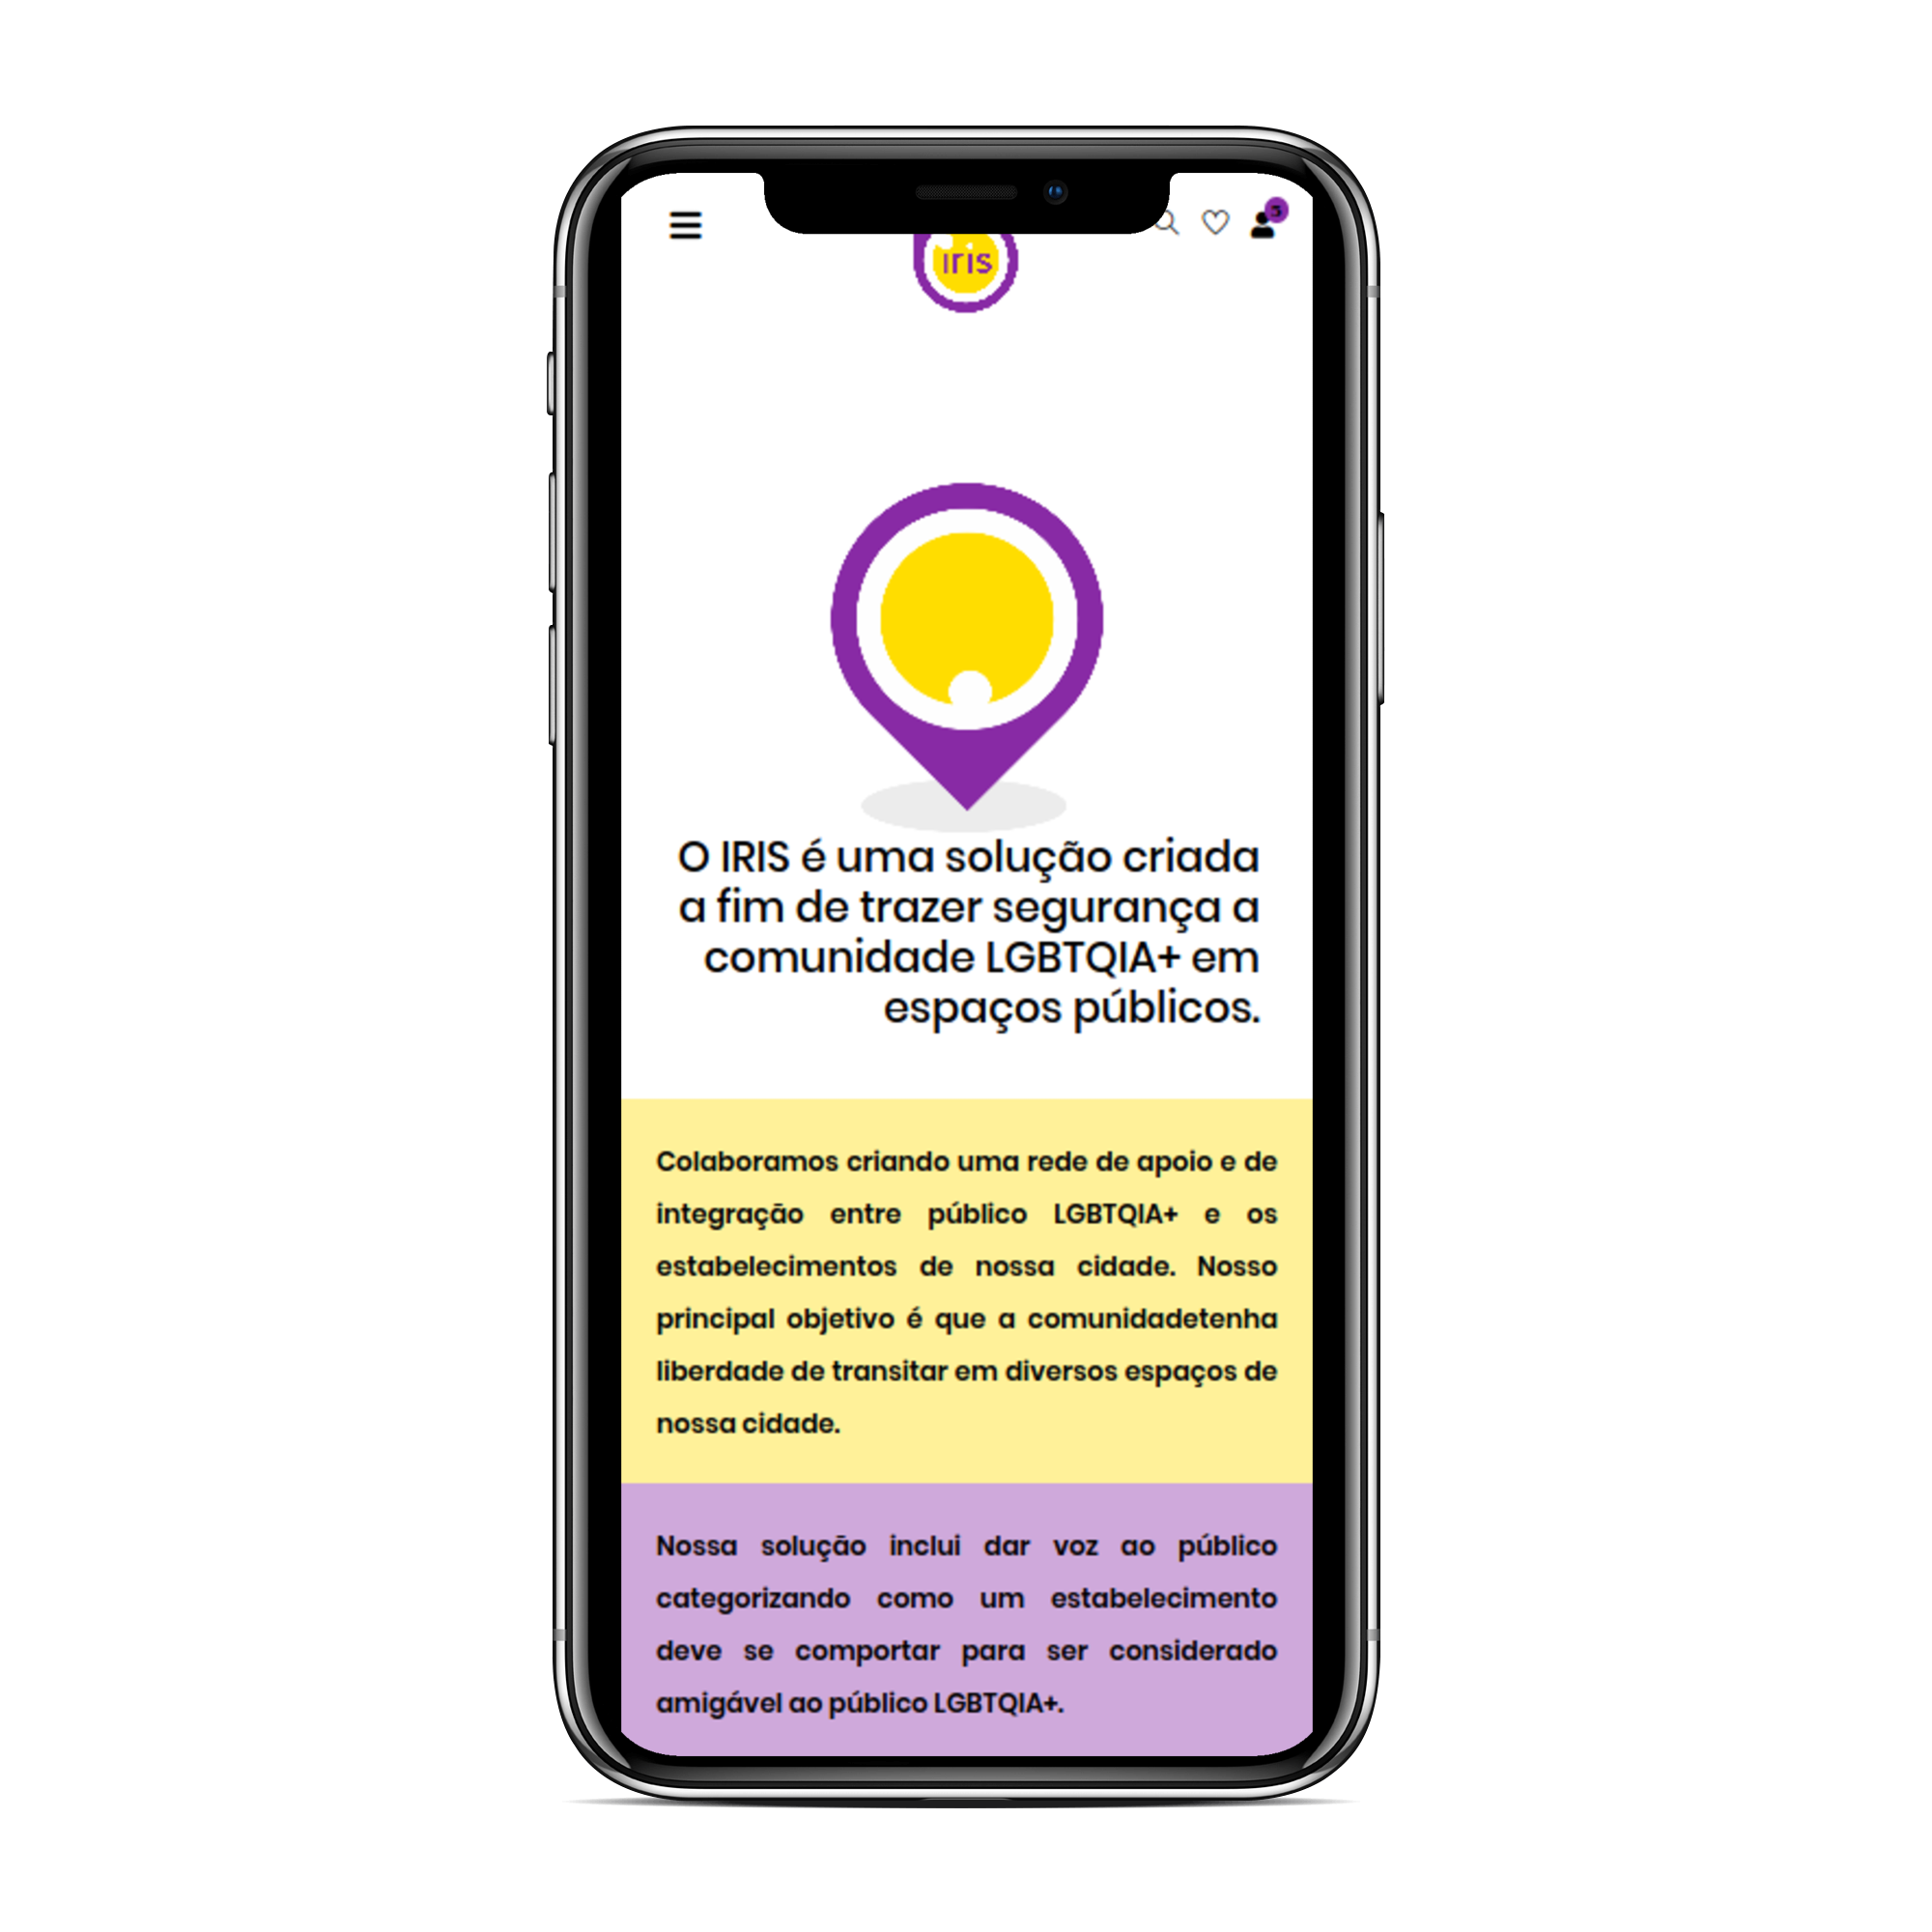 5
iris
O IRIS é uma solução criada
a fim de trazer segurança a
comunidade LGBTQIA+ em
espaços públicos.
Colaboramos criando uma rede de apoio e de
integração entre público LGBTQIA+ e os
estabelecimentos de nossa cidade. Nosso
principal objetivo é que a comunidadetenha
liberdade de transitar em diversos espaços de
nossa cidade.
Nossa solução inclui dar voz ao público
categorizando como um estabelecimento
deve se comportar para ser considerado
amigável ao público LGBTQIA+.